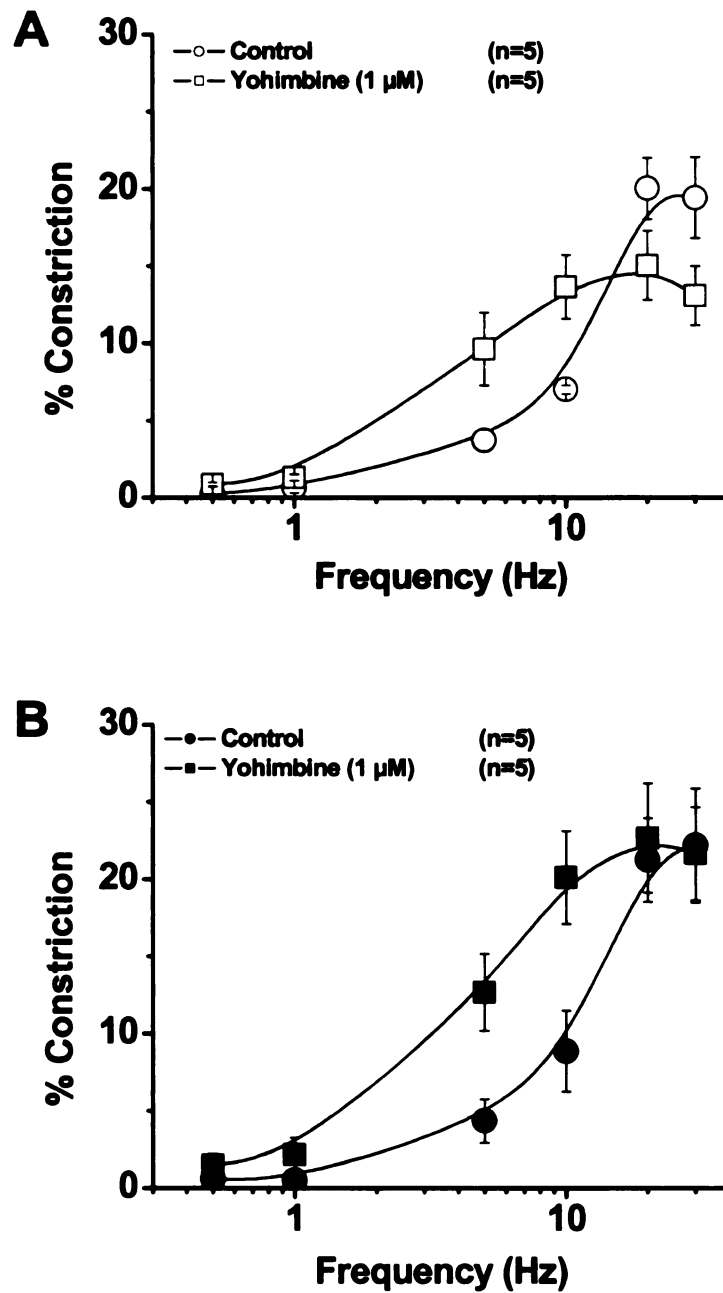 A
30
Control (n=5)
Yohimbine (1 µM) (n=5)
20
10
0
% Constriction
1 10
Frequency (Hz)
B
30
Control (n=5)
Yohimbine (1 µM) (n=5)
20
10
0
% Constriction
1 10
Frequency (Hz)